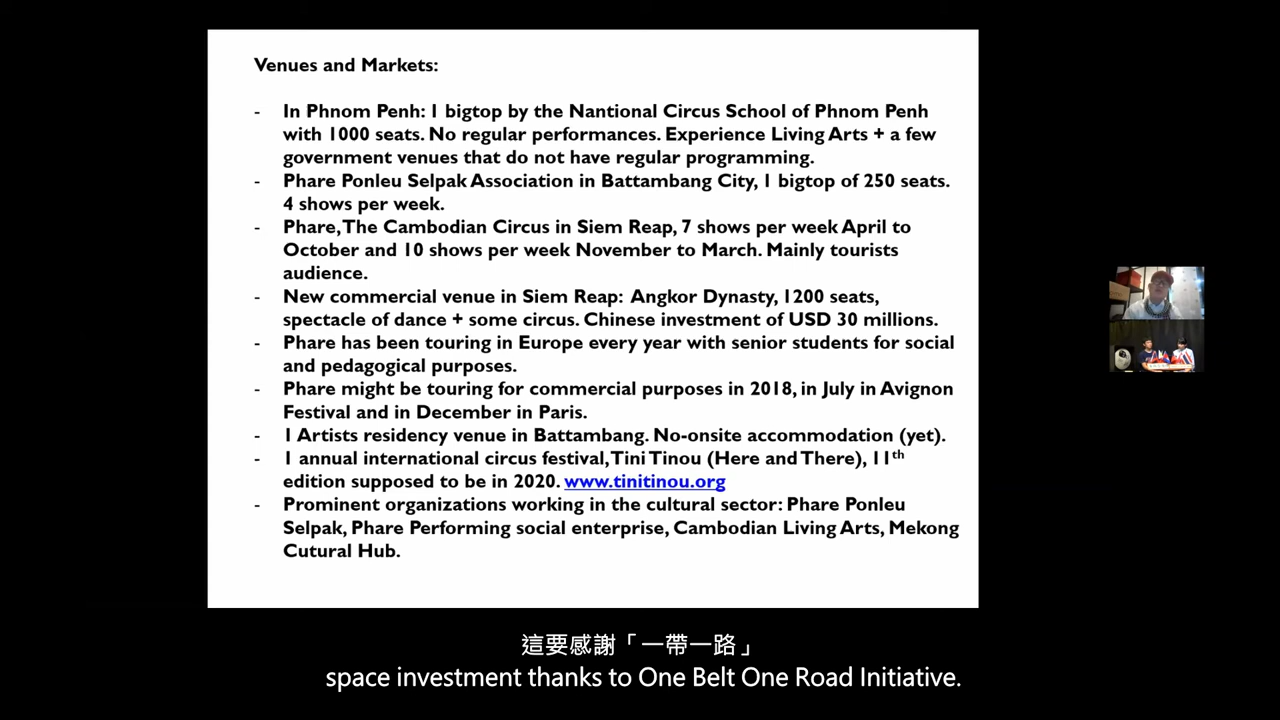 Venues and Markets:
- In Phnom Penh: 1 bigtop by the Nantional Circus School of Phnom Penh
with 1000 seats. No regular performances. Experience Living Arts + a few
government venues that do not have regular programming.
- Phare Ponleu Selpak Association in Battambang City, 1 bigtop of 250 seats.
4 shows per week.
- Phare, The Cambodian Circus in Siem Reap, 7 shows per week April to
October and 10 shows per week November to March. Mainly tourists
audience.
- New commercial venue in Siem Reap: Angkor Dynasty, 1200 seats,
spectacle of dance + some circus. Chinese investment of USD 30 millions.
- Phare has been touring in Europe every year with senior students for social
and pedagogical purposes.
- Phare might be touring for commercial purposes in 2018, in July in Avignon
Festival and in December in Paris.
- 1 Artists residency venue in Battambang. No-onsite accommodation (yet).
- 1 annual international circus festival, Tini Tinou (Here and There), 11th
edition supposed to be in 2020. www.tinitinou.org
- Prominent organizations working in the cultural sector: Phare Ponleu
Selpak, Phare Performing social enterprise, Cambodian Living Arts, Mekong
Cutural Hub.
這要感謝「一帶一路」
space investment thanks to One Belt One Road Initiative.